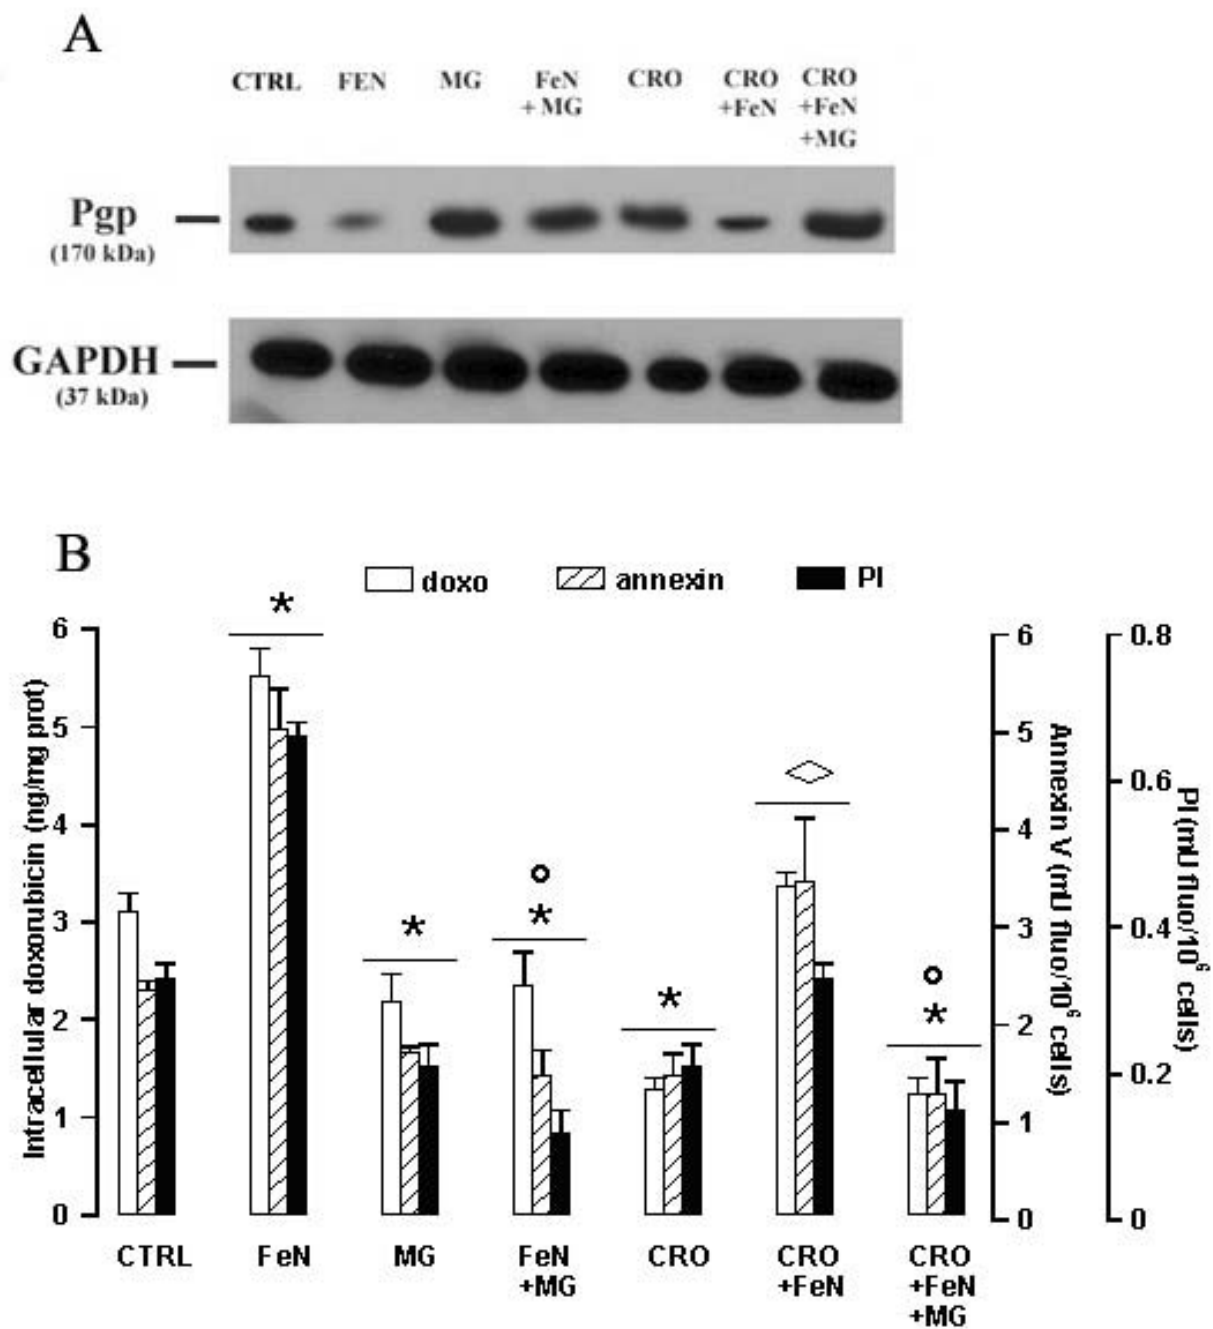 A
CTRL FEN MG FeN CRO CRO CRO
+ MG +FeN +FeN
+MG
Pgp
(170 kDa)
GAPDH
(37 kDa)
B
doxo annexin PI
*
6
5
4
3
2
1
0
Intracellular doxorubicin (ng/mg prot)
*
*
*
*
6
5
4
3
2
1
0
Annexin V (mU fluo/10⁶ cells)
0.8
0.6
0.4
0.2
0
PI (mU fluo/10⁶ cells)
CTRL FeN MG FeN CRO CRO CRO
+MG +FeN +FeN
+MG